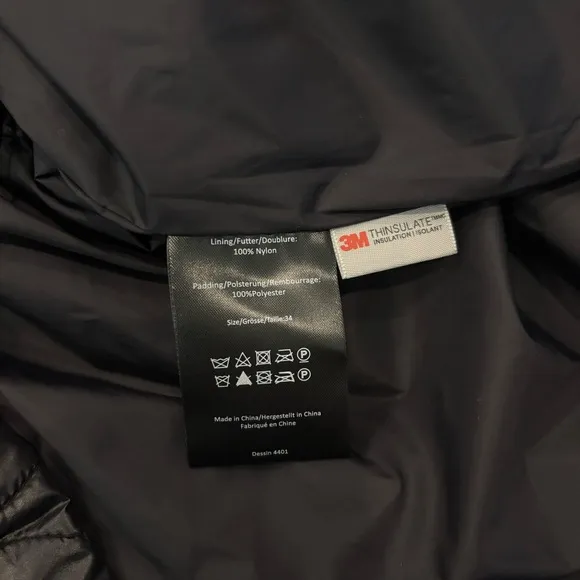 Lining/Futter/Doublure:
100% Nylon
Padding/Polsterung/Rembourrage:
100%Polyester
Size/Grösse/Taille:34
Made in China/Hergestellt in China
Fabriqué en Chine
Dessin 4401
3M THINSULATE
INSULATION | ISOLANT